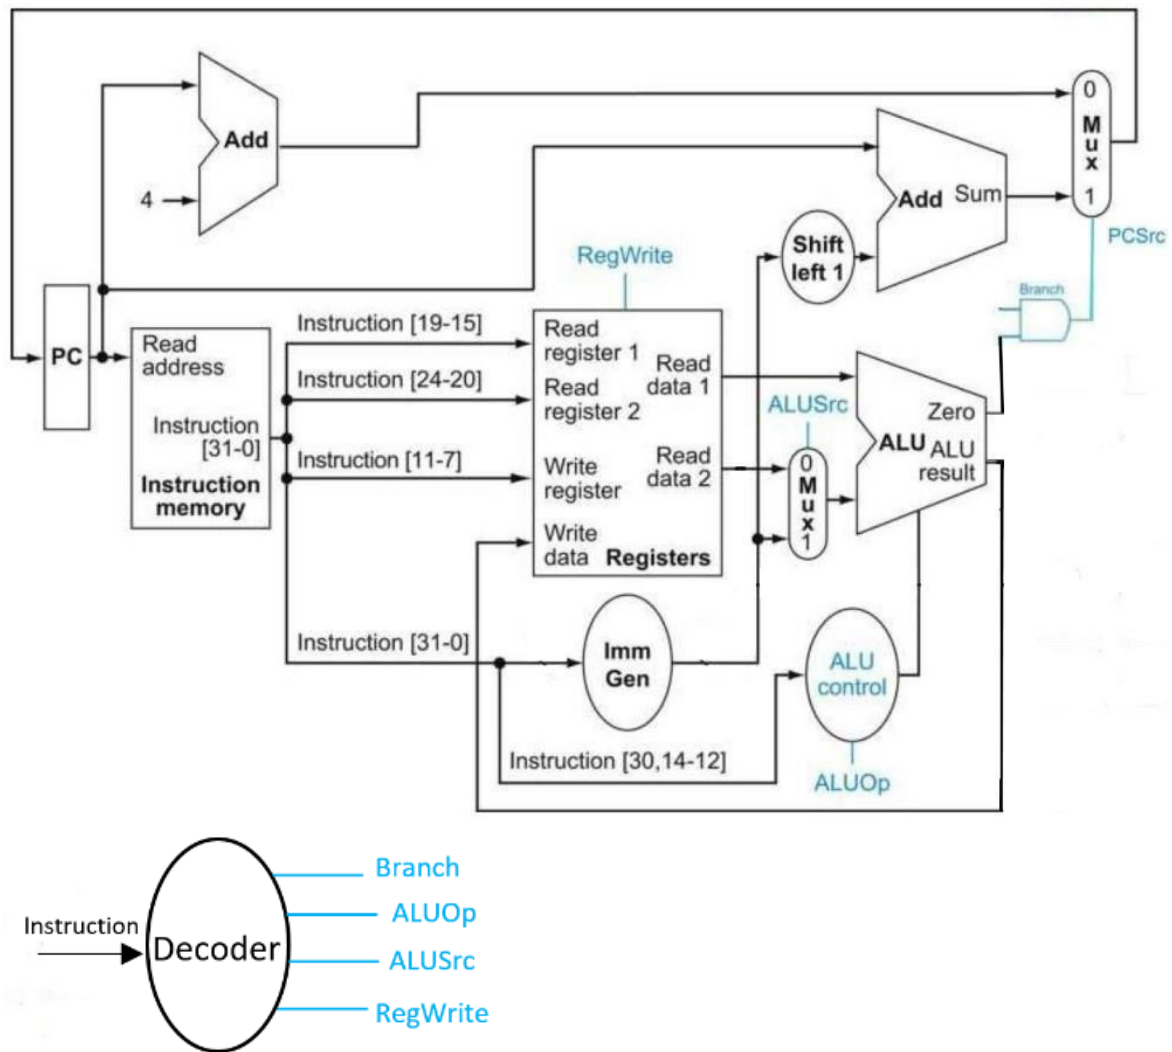 Add
4
0
M
u
x
1
PCSrc
Add Sum
Shift
left 1
Branch
RegWrite
PC
Read
address
Instruction
[31-0]
Instruction
memory
Instruction [19-15]
Instruction [24-20]
Instruction [11-7]
Instruction [31-0]
Read
register 1
Read
register 2
Write
register
Write
data
Registers
Read
data 1
Read
data 2
ALUSrc
0
M
u
x
1
Zero
ALU
ALU
result
Imm
Gen
ALU
control
Instruction [30,14-12]
ALUOp
Instruction
Decoder
Branch
ALUOp
ALUSrc
RegWrite